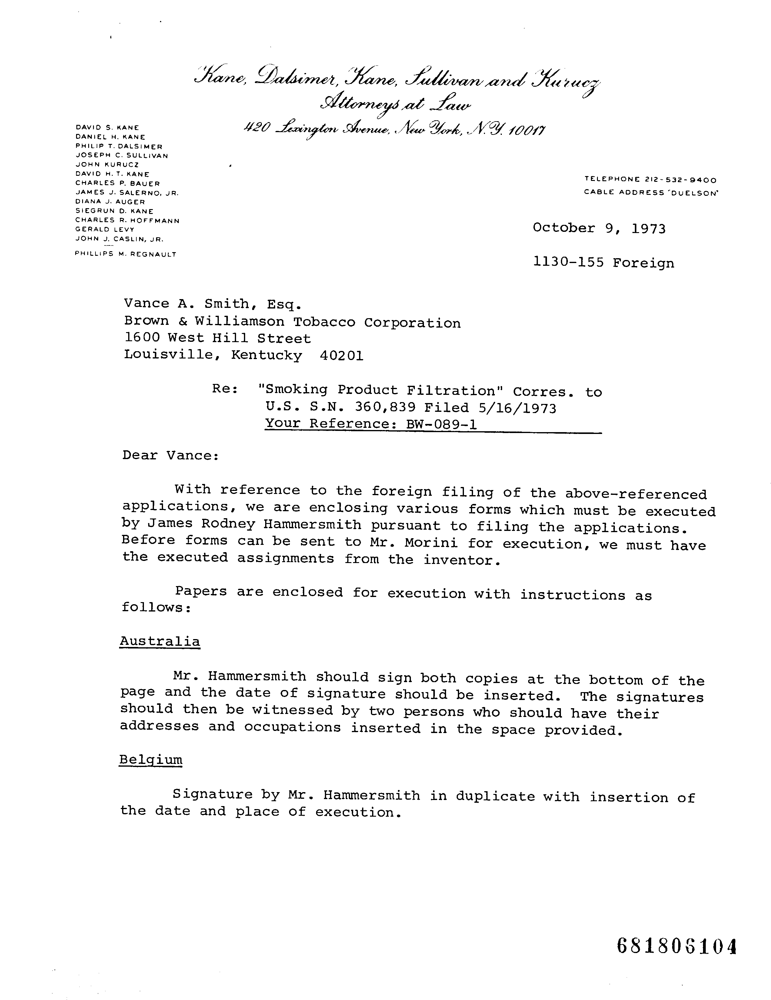 Kane, Dalsimer, Kane, Sullivan and Kurucz
Attorneys at Law
420 Lexington Avenue, New York, N.Y. 10017
DAVID S. KANE
DANIEL H. KANE
PHILIP T. DALSIMER
JOSEPH C. SULLIVAN
JOHN KURUCZ
DAVID H. T. KANE
CHARLES P. BAUER
JAMES J. SALERNO, JR.
DIANA J. AUGER
SIEGRUN D. KANE
CHARLES R. HOFFMANN
GERALD LEVY
JOHN J. CASLIN, JR.
PHILLIPS M. REGNAULT
TELEPHONE 212-532-9400
CABLE ADDRESS "DUELSON"
October 9, 1973
1130-155 Foreign
Vance A. Smith, Esq.
Brown & Williamson Tobacco Corporation
1600 West Hill Street
Louisville, Kentucky 40201
Re: "Smoking Product Filtration" Corres. to
U.S. S.N. 360,839 Filed 5/16/1973
Your Reference: BW-089-1
Dear Vance:
With reference to the foreign filing of the above-referenced
applications, we are enclosing various forms which must be executed
by James Rodney Hammersmith pursuant to filing the applications.
Before forms can be sent to Mr. Morini for execution, we must have
the executed assignments from the inventor.
Papers are enclosed for execution with instructions as
follows:
Australia
Mr. Hammersmith should sign both copies at the bottom of the
page and the date of signature should be inserted. The signatures
should then be witnessed by two persons who should have their
addresses and occupations inserted in the space provided.
Belgium
Signature by Mr. Hammersmith in duplicate with insertion of
the date and place of execution.
681806104